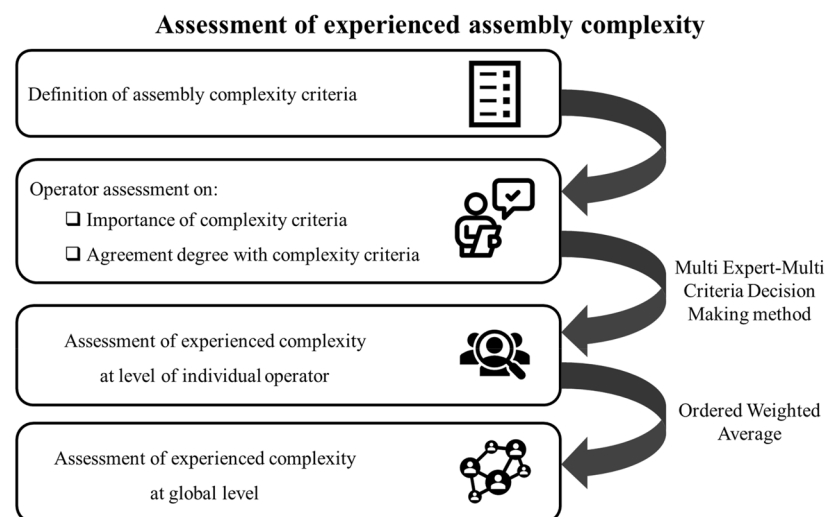 Assessment of experienced assembly complexity
Definition of assembly complexity criteria
Operator assessment on:
Importance of complexity criteria
Agreement degree with complexity criteria
Multi Expert-Multi
Criteria Decision
Making method
Assessment of experienced complexity
at level of individual operator
Ordered Weighted
Average
Assessment of experienced complexity
at global level